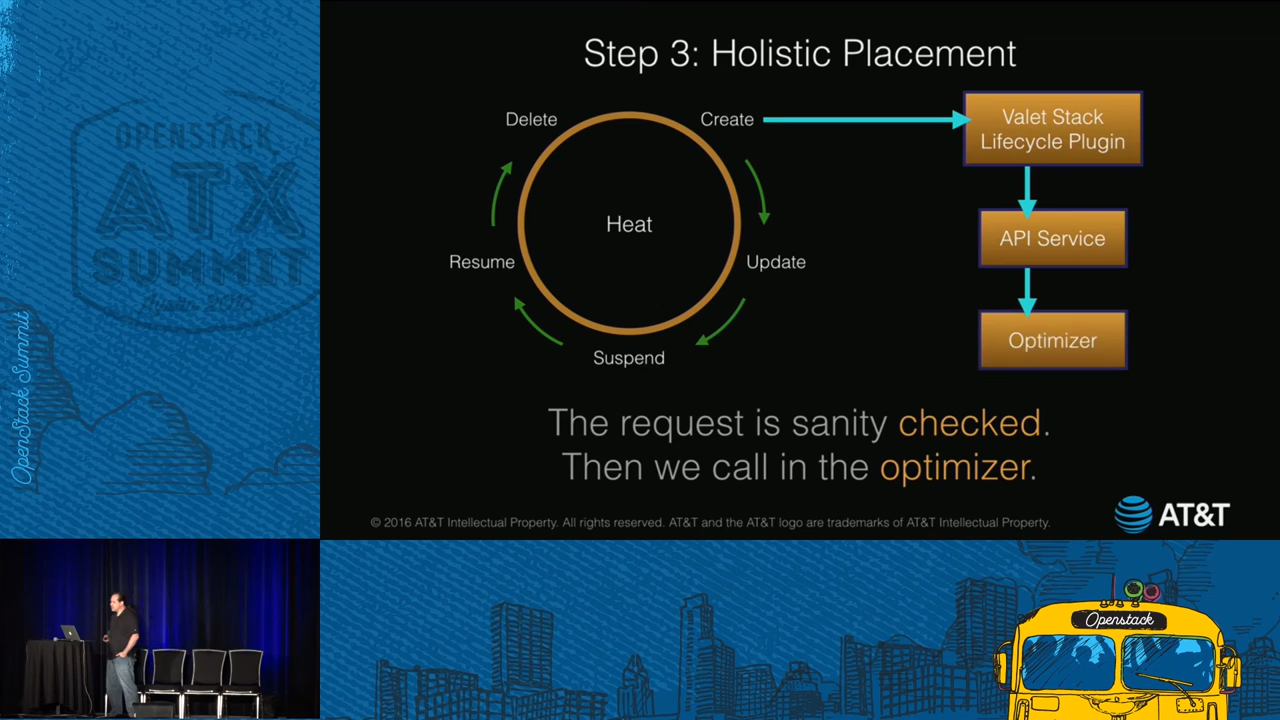 OPENSTACK
ATX
SUMMIT
Austin 2016
OpenStack Summit
Step 3: Holistic Placement
Delete
Create
Heat
Resume
Update
Suspend
Valet Stack
Lifecycle Plugin
API Service
Optimizer
The request is sanity checked.
Then we call in the optimizer.
© 2016 AT&T Intellectual Property. All rights reserved. AT&T and the AT&T logo are trademarks of AT&T Intellectual Property.
AT&T
Openstack